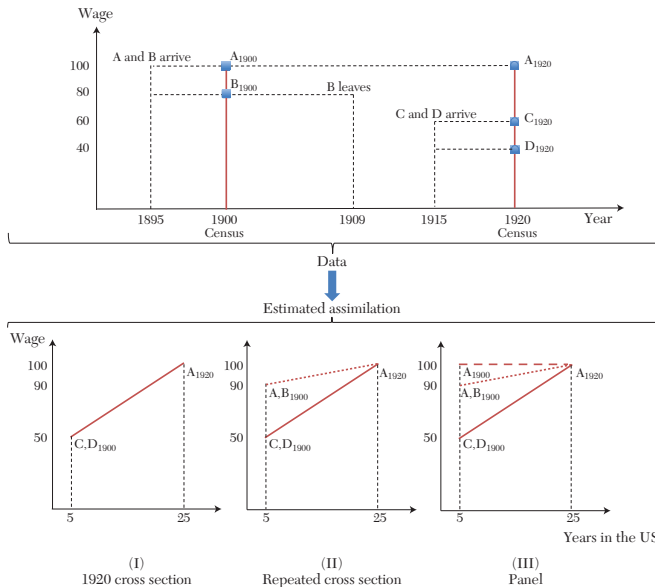 Wage
A and B arrive
A1900
A1920
100
B1900
80
B leaves
C and D arrive
60
C1920
40
D1920
1895
1900
1909
1915
1920
Year
Census
Census
Data
Estimated assimilation
Wage
100
90
50
A1920
C,D1900
5
25
100
90
50
A1920
A,B1900
C,D1900
5
25
100
90
50
A1900
A1920
A,B1900
C,D1900
5
25
Years in the US
(I)
1920 cross section
(II)
Repeated cross section
(III)
Panel